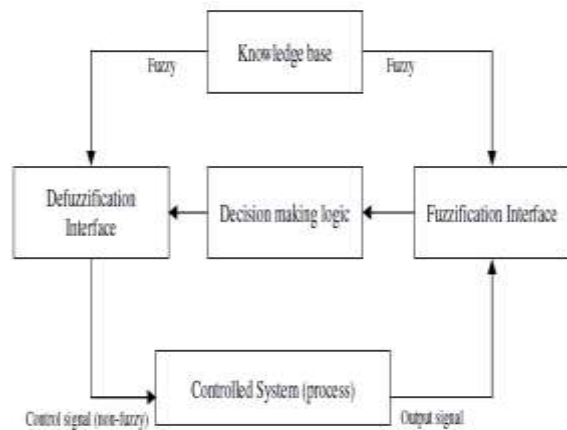 Knowledge base
Fuzzy
Fuzzy
Defuzzification
Interface
Decision making logic
Fuzzification Interface
Controlled System (process)
Control signal (non-fuzzy)
Output signal